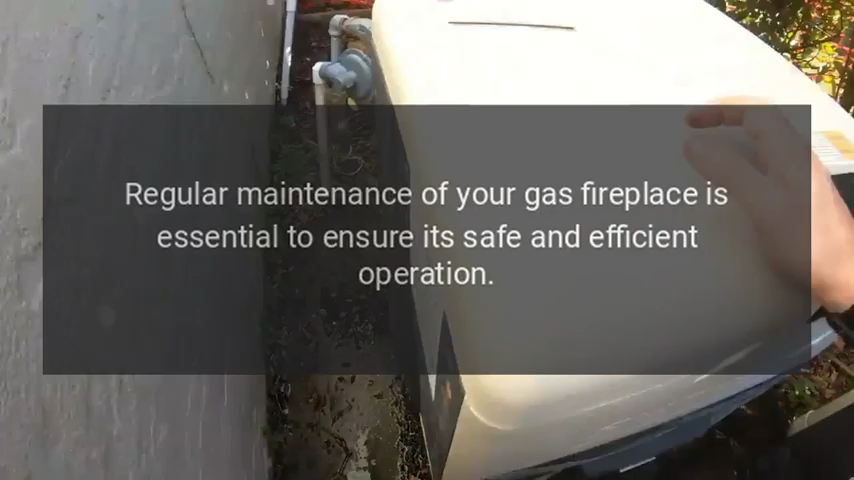 Regular maintenance of your gas fireplace is
essential to ensure its safe and efficient
operation.